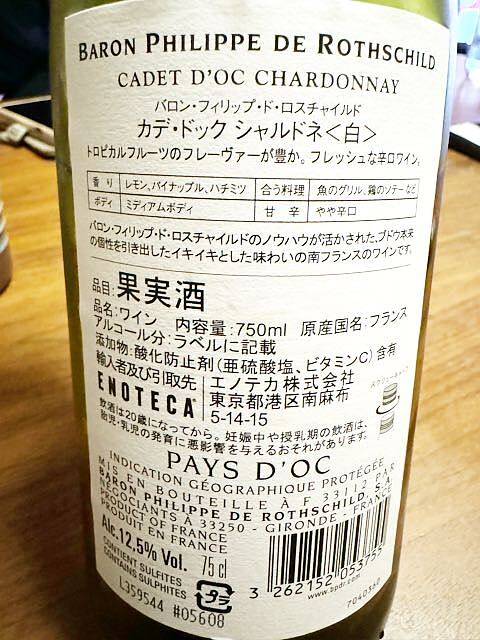 BARON PHILIPPE DE ROTHSCHILD
CADET D'OC CHARDONNAY
バロン・フィリップ・ド・ロスチャイルド
カデ・ドック シャルドネ<白>
トロピカルフルーツのフレーヴァーが豊か。フレッシュな辛口ワイン。
香り レモン、パイナップル、ハチミツ 合う料理 魚のグリル、鶏のソテーなど
ボディ ミディアムボディ 甘辛 やや辛口
バロン・フィリップ・ド・ロスチャイルドのノウハウが活かされた、ブドウ本来
の個性を引き出したイキイキとした味わいの南フランスのワインです。
品目:果実酒
品名:ワイン 内容量:750ml 原産国名:フランス
アルコール分:ラベルに記載
添加物:酸化防止剤(亜硫酸塩、ビタミンC)含有
輸入者及び引取先 エノテカ株式会社
ENOTECA 東京都港区南麻布
5-14-15
スクリューキャップ
飲酒は20歳になってから。妊娠中や授乳期の飲酒は、
胎児・乳児の発育に悪影響を与えるおそれがあります。
PAYS D'OC
INDICATION GÉOGRAPHIQUE PROTÉGÉE
MIS EN BOUTEILLE À F 33112 PAR
BARON PHILIPPE DE ROTHSCHILD S.A.
NÉGOCIANTS À 33250 - GIRONDE - FRANCE
PRODUCT OF FRANCE
PRODUIT EN FRANCE
Alc.12,5% Vol. 75 cl
CONTIENT SULFITES
CONTAINS SULPHITES
L359544 #05608
3 262152 053755
www.bpdr.com
7040360